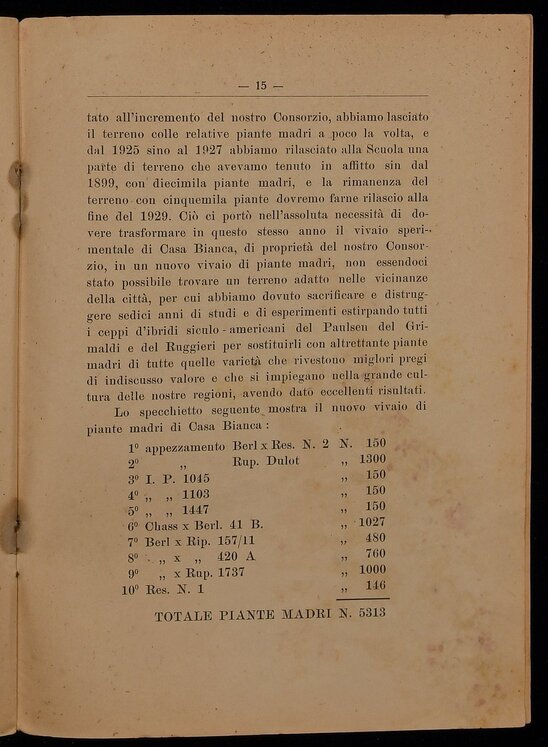 — 15 —
tato all'incremento del nostro Consorzio, abbiamo lasciato
il terreno colle relative piante madri a poco la volta, e
dal 1925 sino al 1927 abbiamo rilasciato alla Scuola una
parte di terreno che avevamo tenuto in affitto sin dal
1899, con diecimila piante madri, e la rimanenza del
terreno con cinquemila piante dovremo farne rilascio alla
fine del 1929. Ciò ci portò nell'assoluta necessità di do-
vere trasformare in questo stesso anno il vivaio speri-
mentale di Casa Bianca, di proprietà del nostro Consor-
zio, in un nuovo vivaio di piante madri, non essendoci
stato possibile trovare un terreno adatto nelle vicinanze
della città, per cui abbiamo dovuto sacrificare e distrug-
gere sedici anni di studi e di esperimenti estirpando tutti
i ceppi d'ibridi siculo-americani del Paulsen del Gri-
maldi e del Ruggieri per sostituirli con altrettante piante
madri di tutte quelle varietà che rivestono migliori pregi
di indiscusso valore e che si impiegano nella grande cul-
tura delle nostre regioni, avendo dato eccellenti risultati.
Lo specchietto seguente mostra il nuovo vivaio di
piante madri di Casa Bianca:
1º appezzamento Berl x Res. N. 2 N. 150
2º „ Rup. Dulot „ 1300
3º I. P. 1045 „ 150
4º „ „ 1103 „ 150
5º „ „ 1447 „ 150
6º Chass x Berl. 41 B. „ 1027
7º Berl x Rip. 157/11 „ 480
8º „ x „ 420 A „ 760
9º „ x Rup. 1737 „ 1000
10º Res. N. 1 „ 146
TOTALE PIANTE MADRI N. 5313